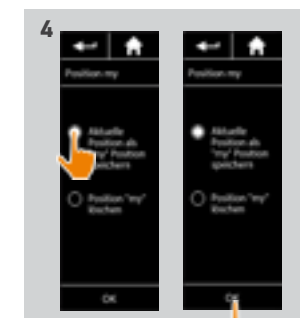 4
Position my
Aktuelle
Position als
"my" Position
speichern
Position "my"
löschen
OK
Position my
Aktuelle
Position als
"my" Position
speichern
Position "my"
löschen
OK